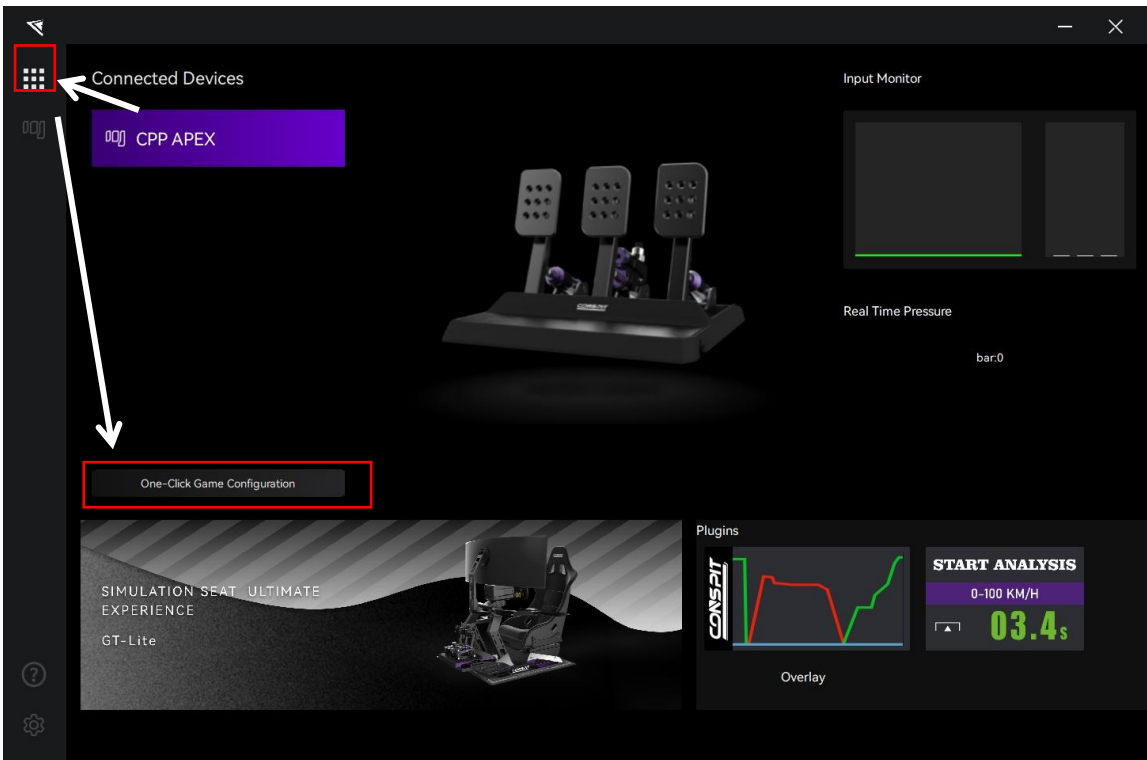 Connected Devices
CPP APEX
Input Monitor
Real Time Pressure
bar:0
CONSPIT
One-Click Game Configuration
SIMULATION SEAT ULTIMATE
EXPERIENCE
GT-Lite
Plugins
CONSPIT
START ANALYSIS
0-100 KM/H
03.4s
Overlay